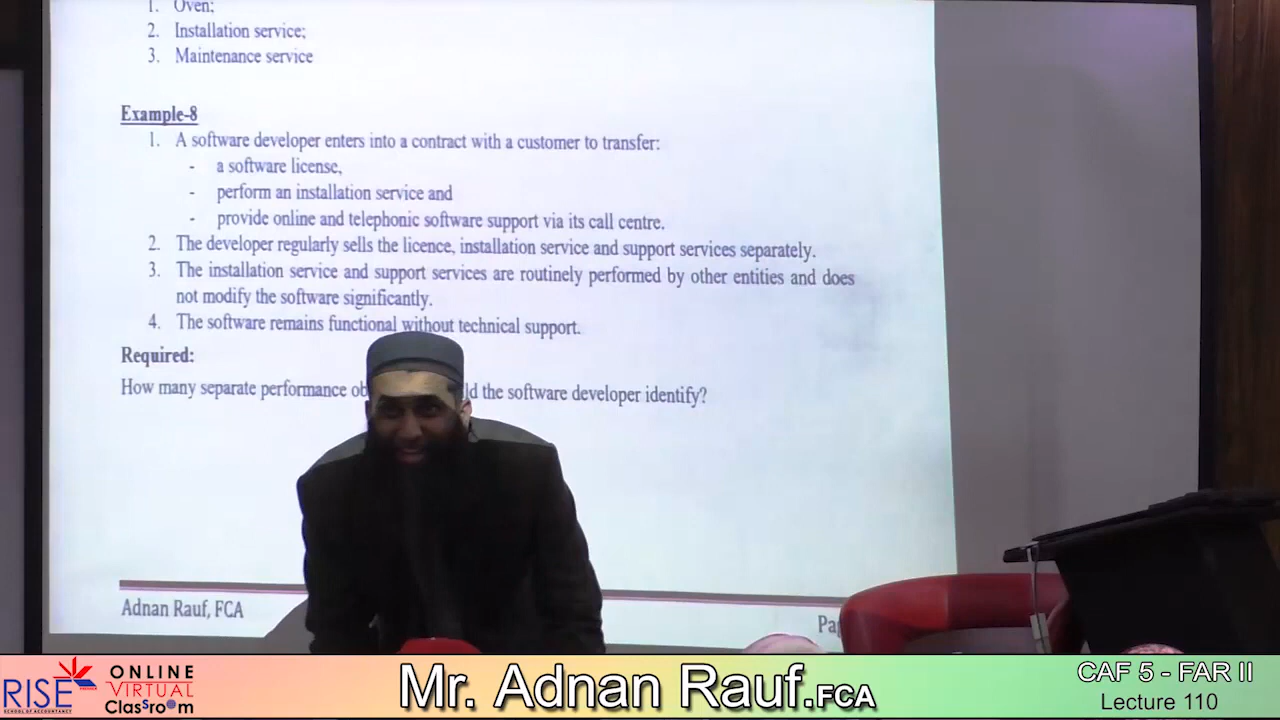 1. Oven;
2. Installation service;
3. Maintenance service
Example-8
1. A software developer enters into a contract with a customer to transfer:
- a software license,
- perform an installation service and
- provide online and telephonic software support via its call centre.
2. The developer regularly sells the licence, installation service and support services separately.
3. The installation service and support services are routinely performed by other entities and does
not modify the software significantly.
4. The software remains functional without technical support.
Required:
How many separate performance the software developer identify?
Adnan Rauf, FCA
RISE
SCHOOL OF ACCOUNTANCY
ONLINE
VIRTUAL
Classroom
Mr. Adnan Rauf.FCA
CAF 5 - FAR II
Lecture 110